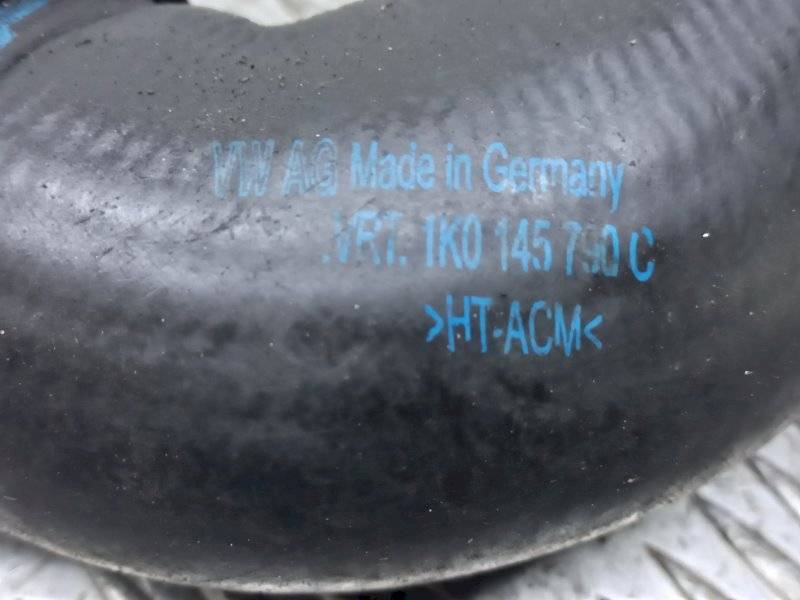 VW AG Made in Germany
.VRT. 1K0 145 790 C
>HT-ACM<